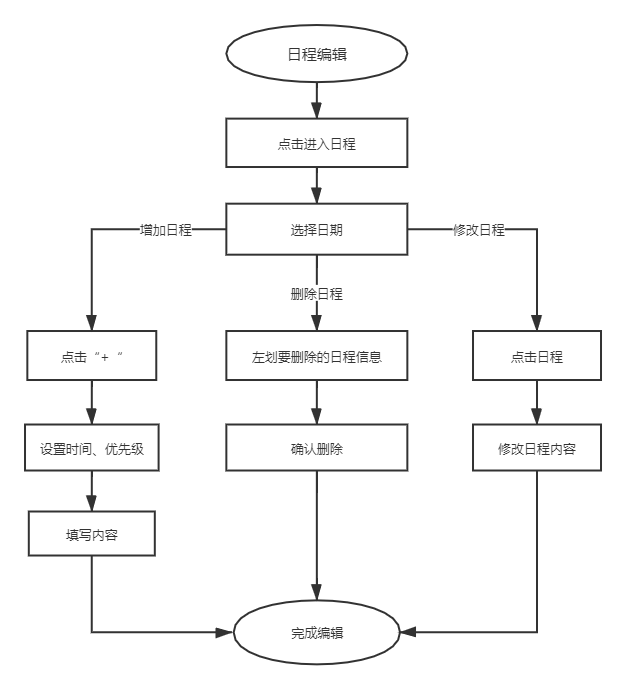 日程编辑
点击进入日程
选择日期
增加日程
修改日程
删除日程
点击“+“
左划要删除的日程信息
点击日程
设置时间、优先级
确认删除
修改日程内容
填写内容
完成编辑